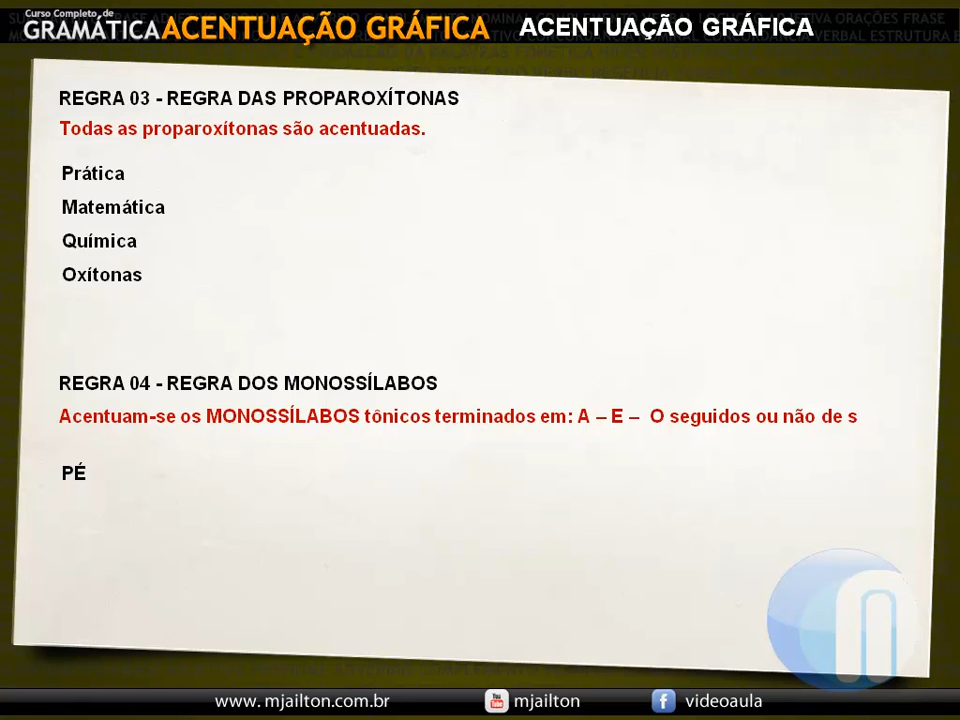 Curso Completo de
GRAMÁTICA ACENTUAÇÃO GRÁFICA
ACENTUAÇÃO GRÁFICA
REGRA 03 - REGRA DAS PROPAROXÍTONAS
Todas as proparoxítonas são acentuadas.
Prática
Matemática
Química
Oxítonas
REGRA 04 - REGRA DOS MONOSSÍLABOS
Acentuam-se os MONOSSÍLABOS tônicos terminados em: A – E – O seguidos ou não de s
PÉ
www. mjailton.com.br
You Tube mjailton
f videoaula